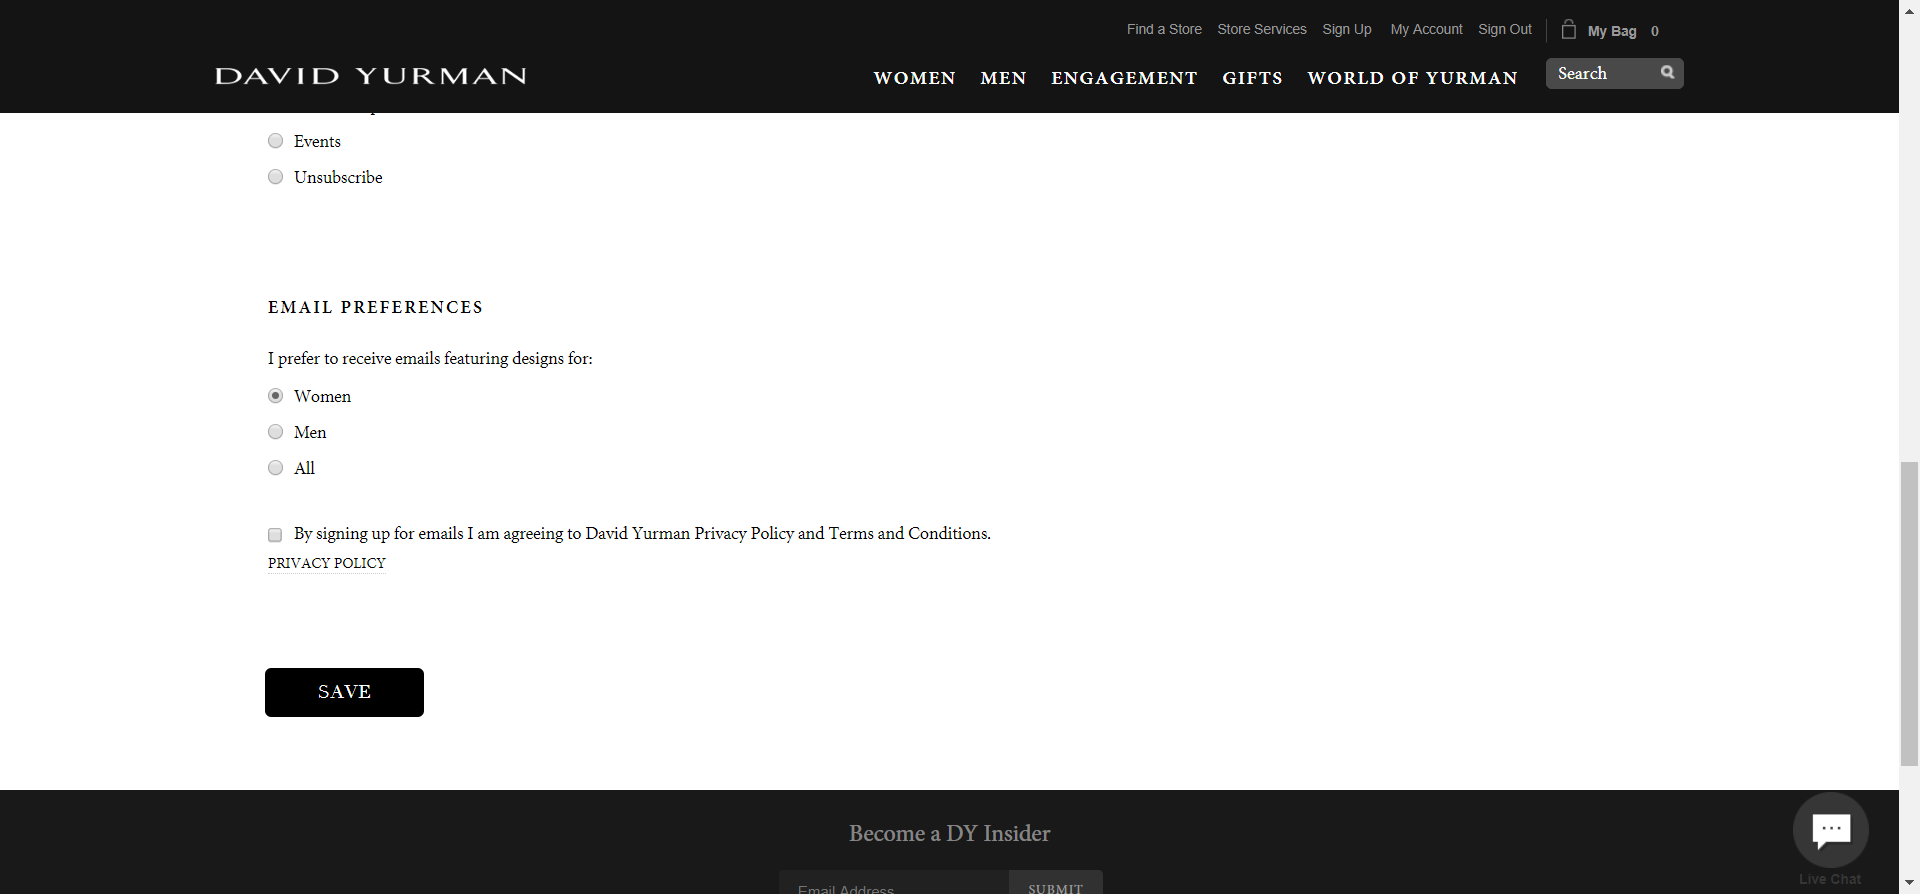 Find a Store Store Services Sign Up My Account Sign Out My Bag 0
DAVID YURMAN
WOMEN MEN ENGAGEMENT GIFTS WORLD OF YURMAN Search
Events
Unsubscribe
EMAIL PREFERENCES
I prefer to receive emails featuring designs for:
Women
Men
All
By signing up for emails I am agreeing to David Yurman Privacy Policy and Terms and Conditions.
PRIVACY POLICY
SAVE
Become a DY Insider
Email Address SUBMIT
Live Chat